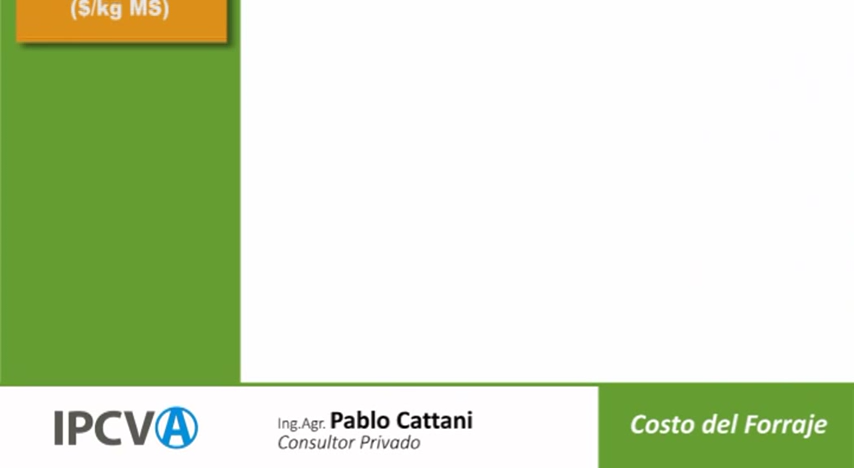 ($/kg MS)
IPCVA
Ing.Agr. Pablo Cattani
Consultor Privado
Costo del Forraje